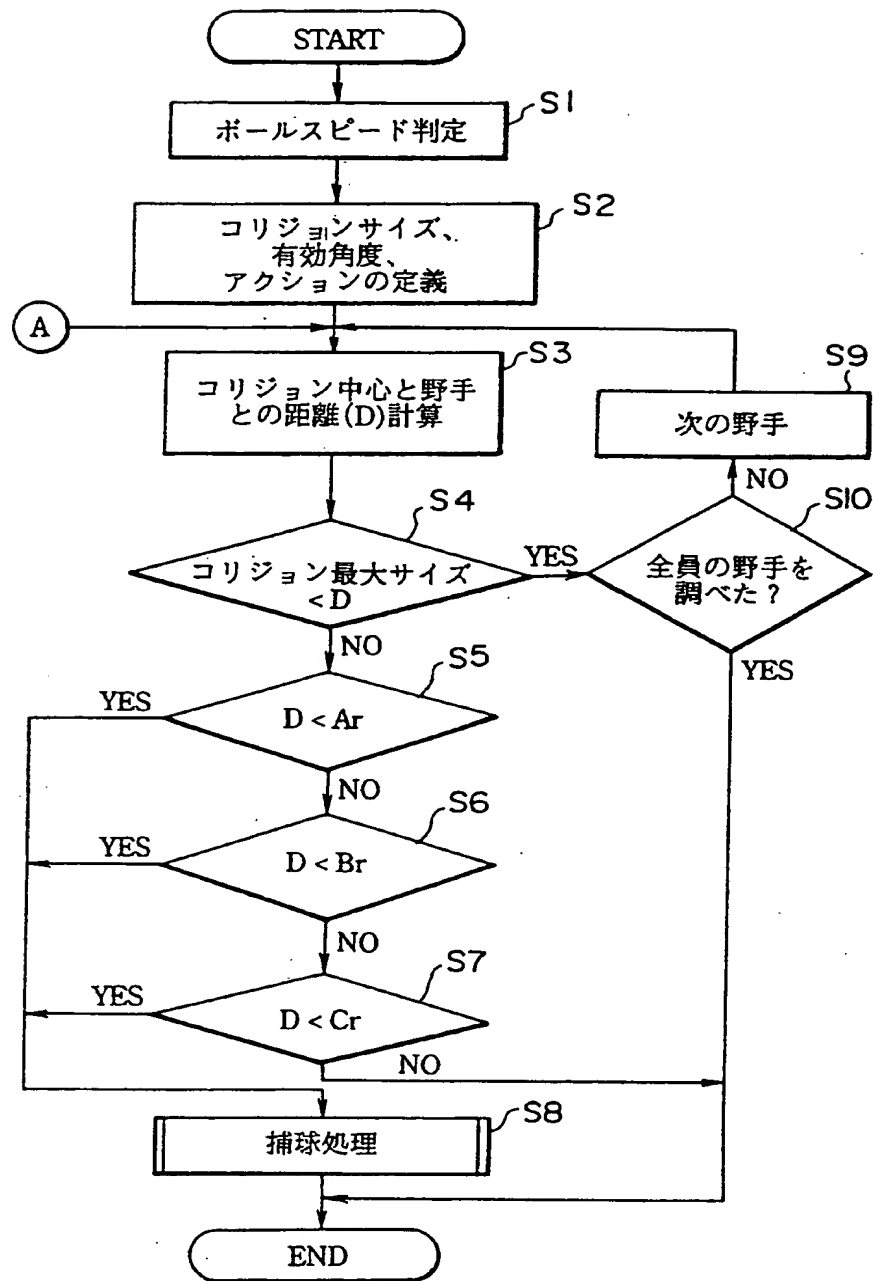 START
S1
ボールスピード判定
S2
コリジョンサイズ、
有効角度、
アクションの定義
A
S3
コリジョン中心と野手
との距離(D)計算
S9
次の野手
NO
S10
S4
コリジョン最大サイズ
<D
YES
全員の野手を
調べた?
NO
YES
S5
YES
D < Ar
NO
S6
YES
D < Br
NO
S7
YES
D < Cr
NO
S8
捕球処理
END